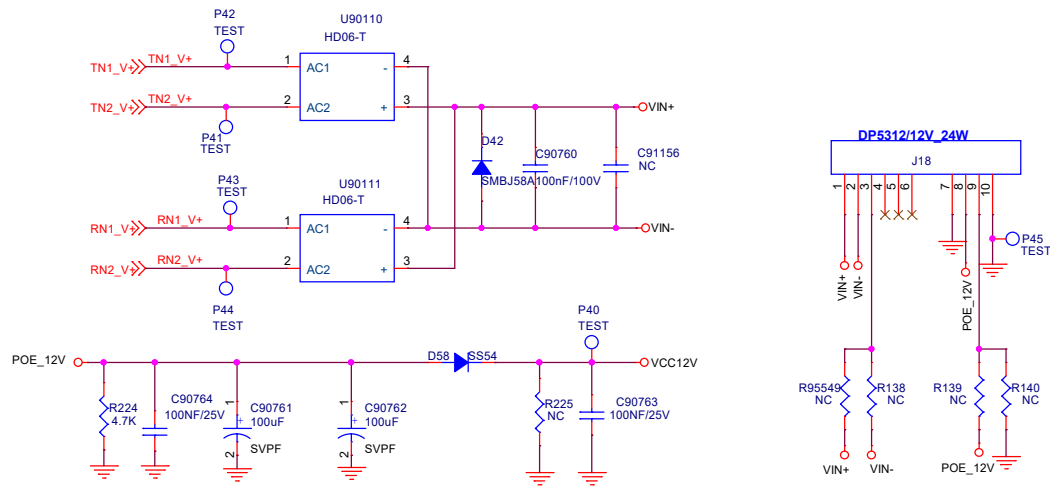 P42
TEST
U90110
HD06-T
TN1_V+
TN1_V+
1
AC1
-
4
TN2_V+
TN2_V+
2
AC2
+
3
VIN+
P41
TEST
D42
C90760
C91156
NC
SMBJ58A100nF/100V
P43
TEST
U90111
HD06-T
RN1_V+
RN1_V+
1
AC1
-
4
VIN-
RN2_V+
RN2_V+
2
AC2
+
3
P44
TEST
P40
TEST
POE_12V
D58
SS54
VCC12V
R224
4.7K
C90764
100NF/25V
1
+
C90761
100uF
SVPF
2
1
+
C90762
100uF
SVPF
2
R225
NC
C90763
100NF/25V
DP5312/12V_24W
J18
1
2
3
4
5
6
7
8
9
10
P45
TEST
VIN+
VIN-
POE_12V
R95549
NC
R138
NC
R139
NC
R140
NC
VIN+
VIN-
POE_12V